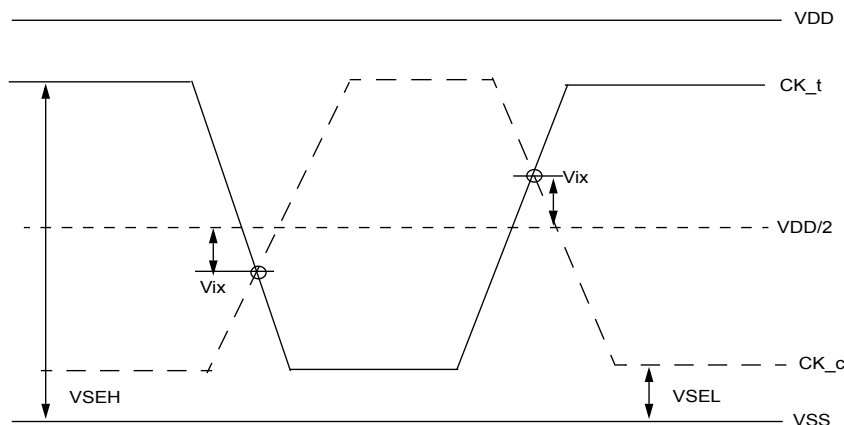 VDD
CK_t
Vix
VDD/2
Vix
CK_c
VSEH
VSEL
VSS